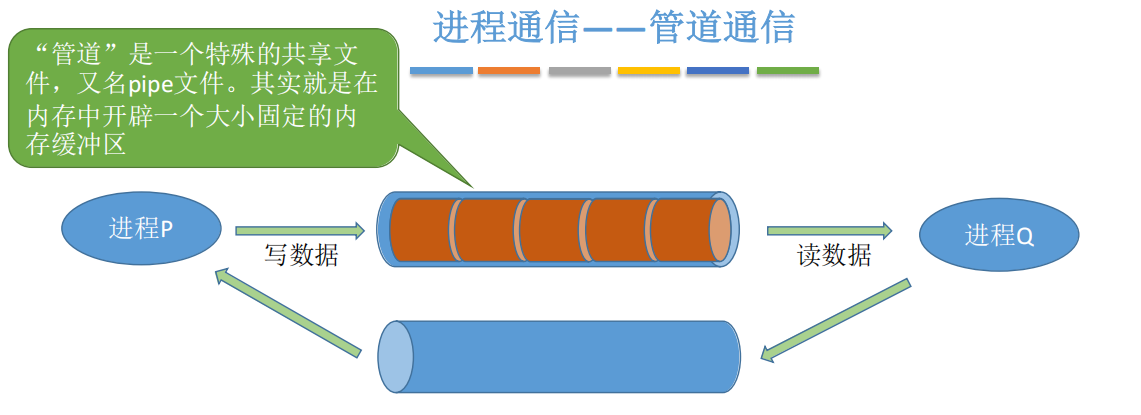 进程通信——管道通信
“管道”是一个特殊的共享文
件，又名pipe文件。其实就是在
内存中开辟一个大小固定的内
存缓冲区
进程P
写数据
读数据
进程Q